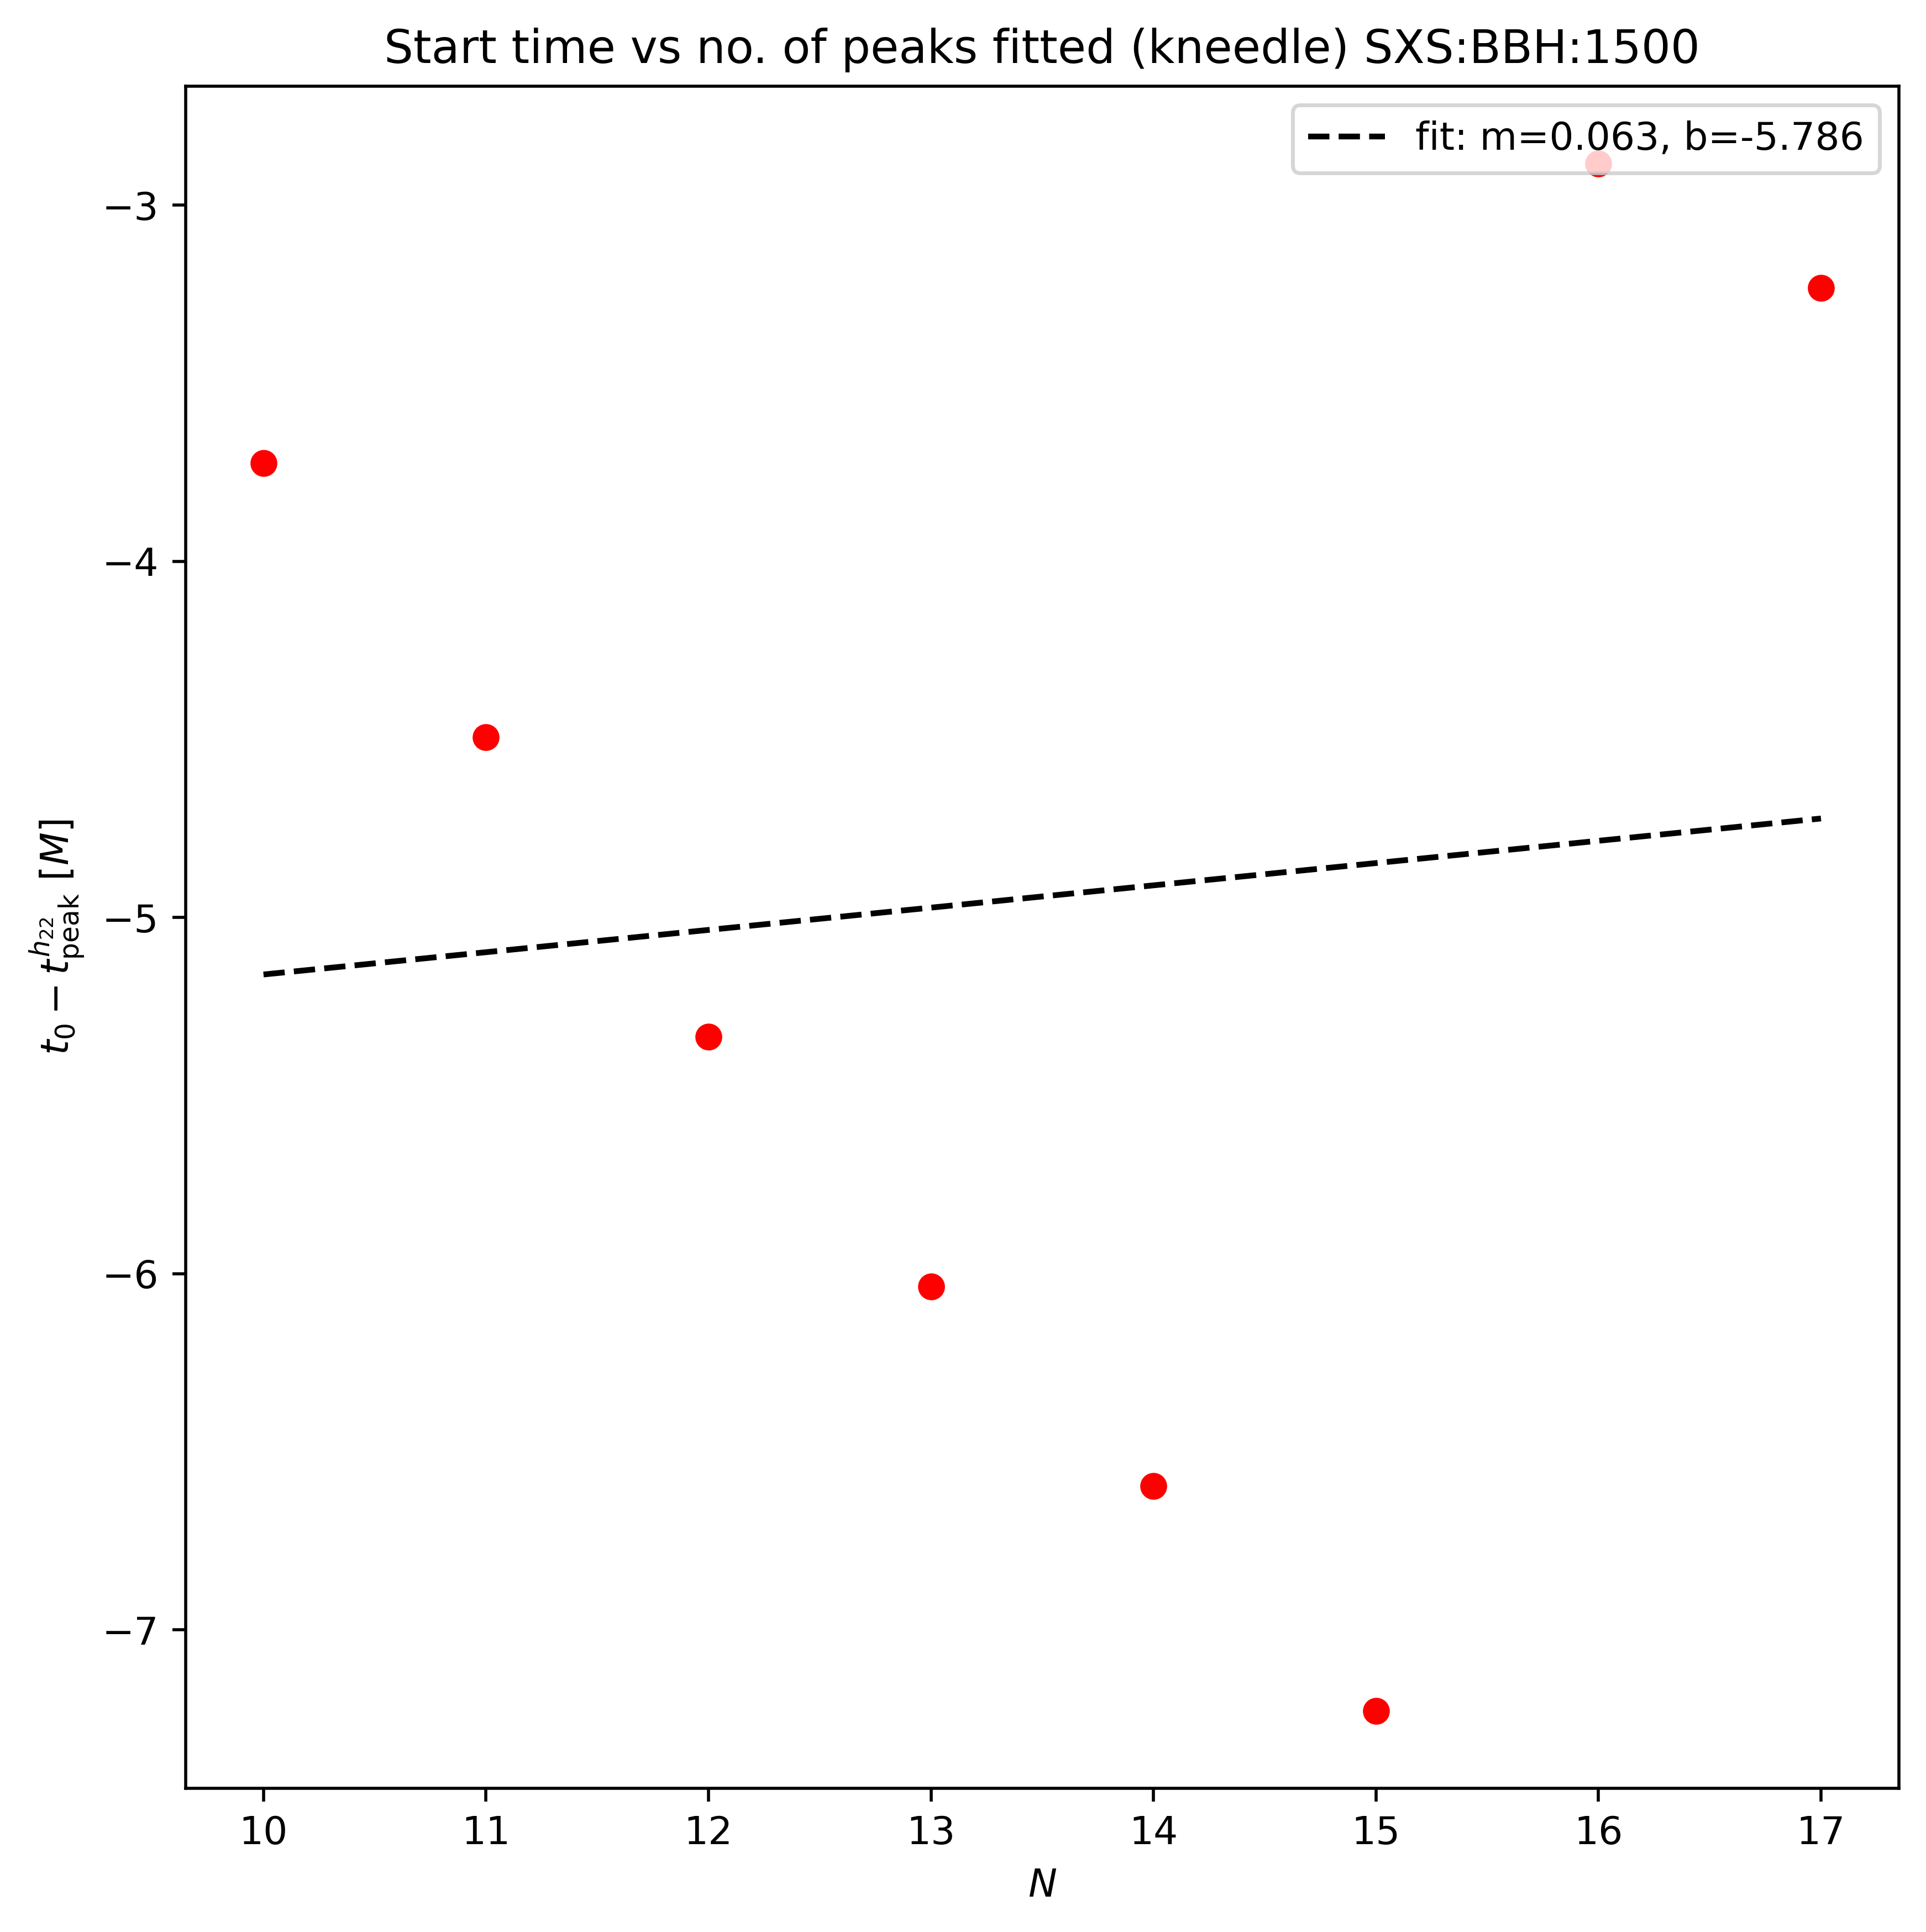 Start time vs no. of peaks fitted (kneedle) SXS:BBH:1500
fit: m=0.063, b=-5.786
−3
−4
−5
−6
−7
t₀ − t_peak^h₂₂ [M]
10 11 12 13 14 15 16 17
N